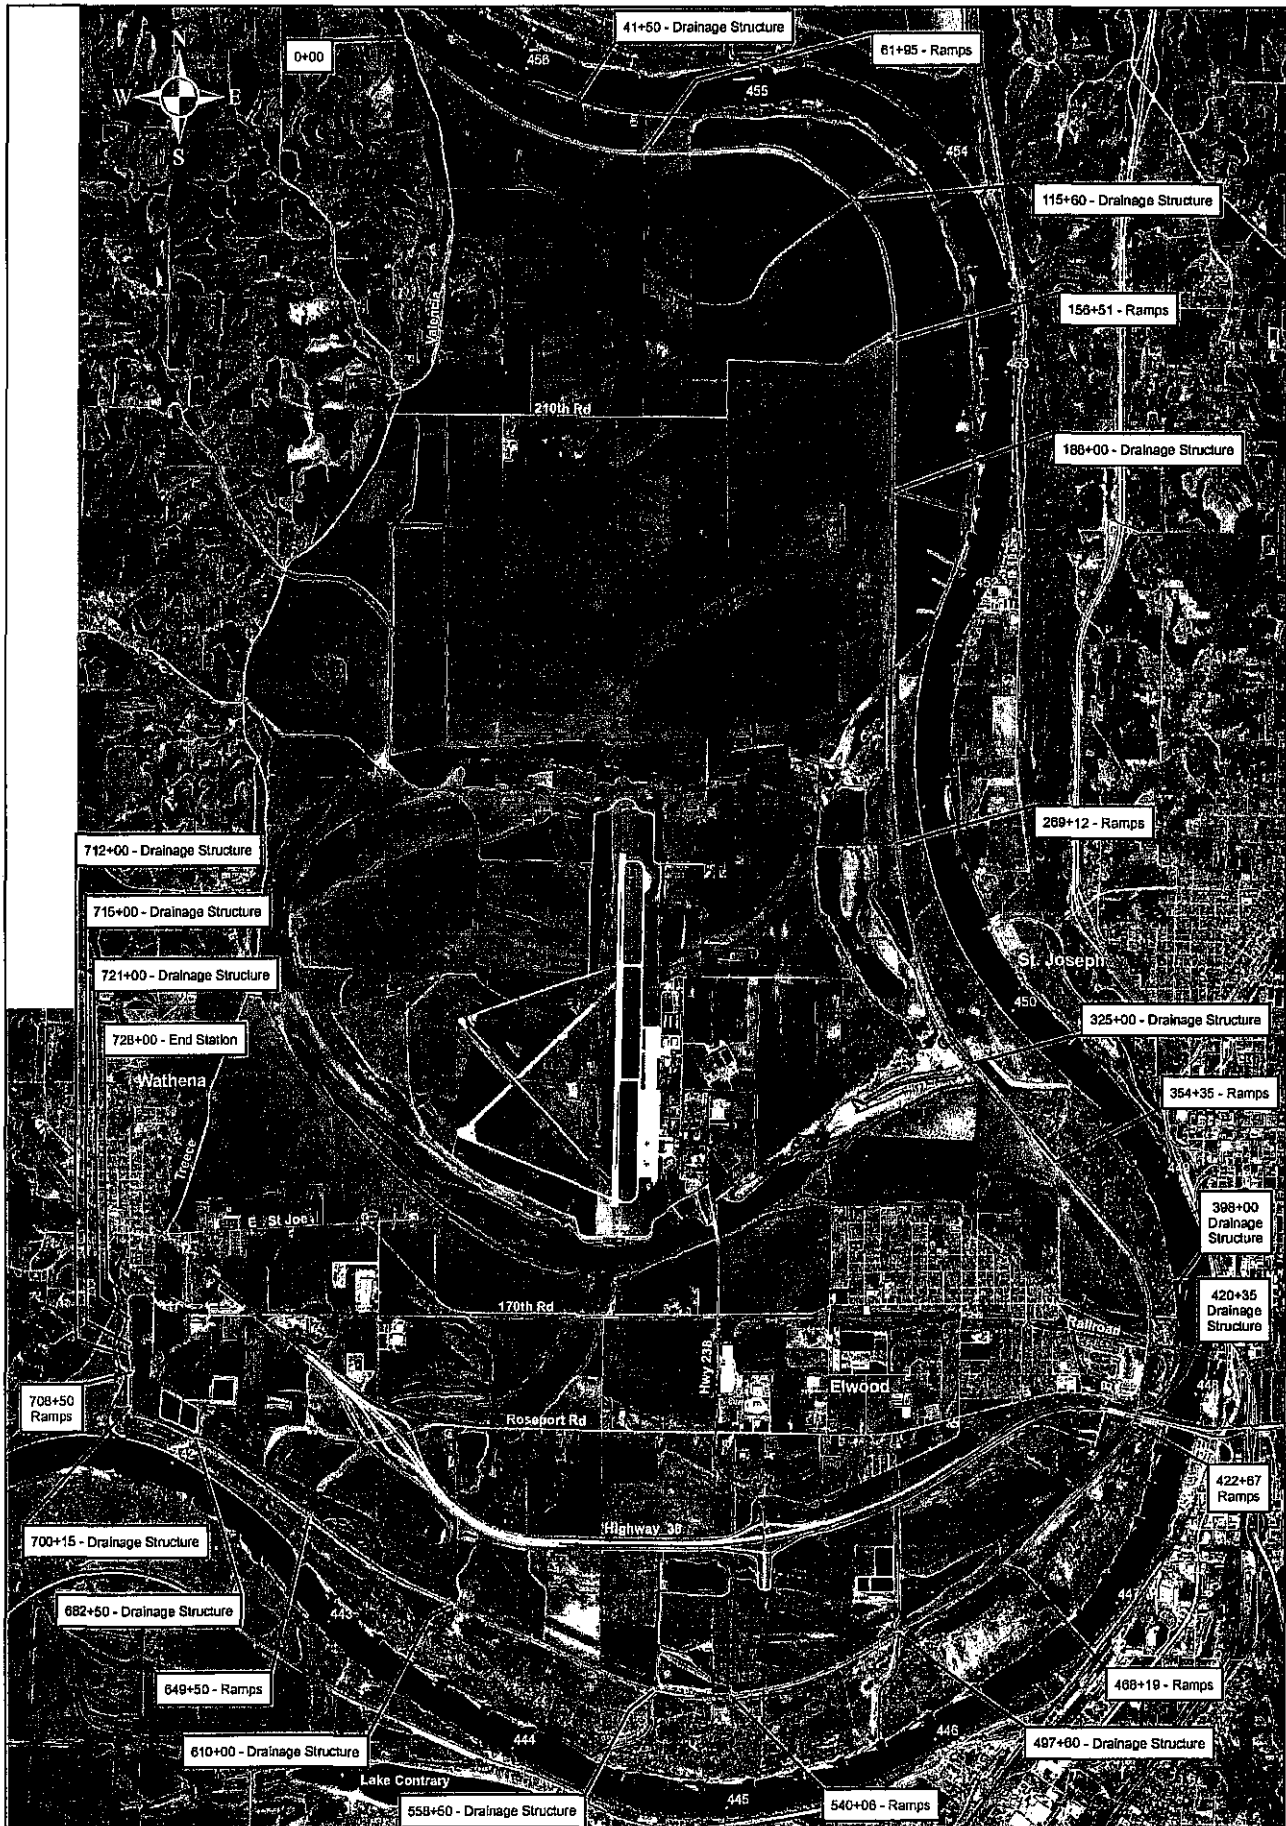 41+50 - Drainage Structure
N
0+00
61+95 - Ramps
456
455
W
E
S
454
115+60 - Drainage Structure
156+51 - Ramps
210th Rd
186+00 - Drainage Structure
452
269+12 - Ramps
712+00 - Drainage Structure
715+00 - Drainage Structure
St. Joseph
721+00 - Drainage Structure
450
325+00 - Drainage Structure
728+00 - End Station
Wathena
354+35 - Ramps
Treece
398+00
Drainage
Structure
E. St Joe
420+35
Drainage
Structure
170th Rd
Railroad
Hwy 238
Elwood
708+50
Ramps
Roseport Rd
422+67
Ramps
Highway 36
700+15 - Drainage Structure
447
682+50 - Drainage Structure
443
649+50 - Ramps
468+19 - Ramps
446
444
497+60 - Drainage Structure
610+00 - Drainage Structure
Lake Contrary
445
558+50 - Drainage Structure
540+06 - Ramps